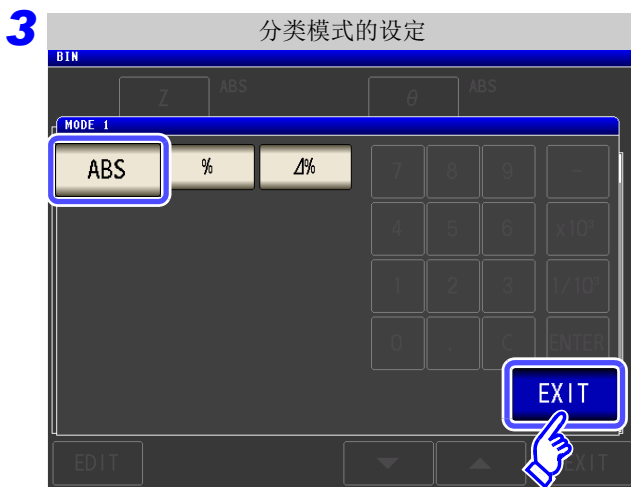 3
分类模式的设定
BIN
Z ABS θ ABS
MODE 1
ABS % Δ% 7 8 9 -
4 5 6 x10³
1 2 3 1/10³
0 . C ENTER
EXIT
EDIT ▼ ▲ EXIT